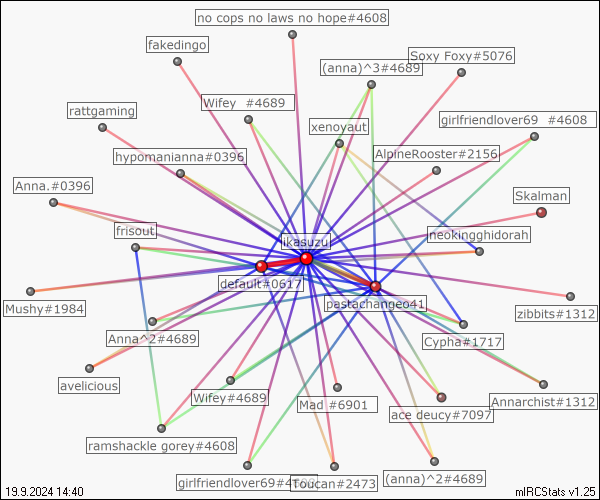 no cops no laws no hope#4608
fakedingo
Soxy Foxy#5076
(anna)^3#4689
Wifey #4689
rattgaming
girlfriendlover69 #4608
xenoyaut
hypomanianna#0396
AlpineRooster#2156
Anna.#0396
Skalman
frisout
neokingghidorah
ikasuzu
default#0617
pastachangeo41
Mushy#1984
zibbits#1312
Anna^2#4689
Cypha#1717
avelicious
Wifey#4689
Mad #6901
Annarchist#1312
ace deucy#7097
ramshackle gorey#4608
girlfriendlover69#4608
Toucan#2473
(anna)^2#4689
19.9.2024 14:40
mIRCStats v1.25